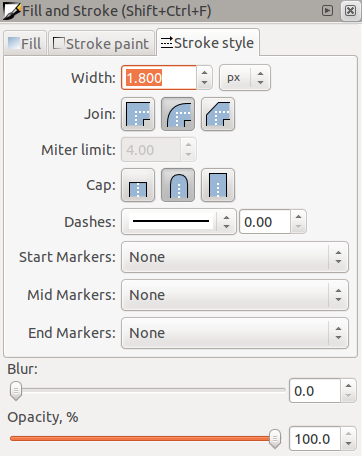 Fill and Stroke (Shift+Ctrl+F)
Fill Stroke paint Stroke style
Width: 1.800 px
Join:
Miter limit: 4.00
Cap:
Dashes: 0.00
Start Markers: None
Mid Markers: None
End Markers: None
Blur:
0.0
Opacity, %
100.0